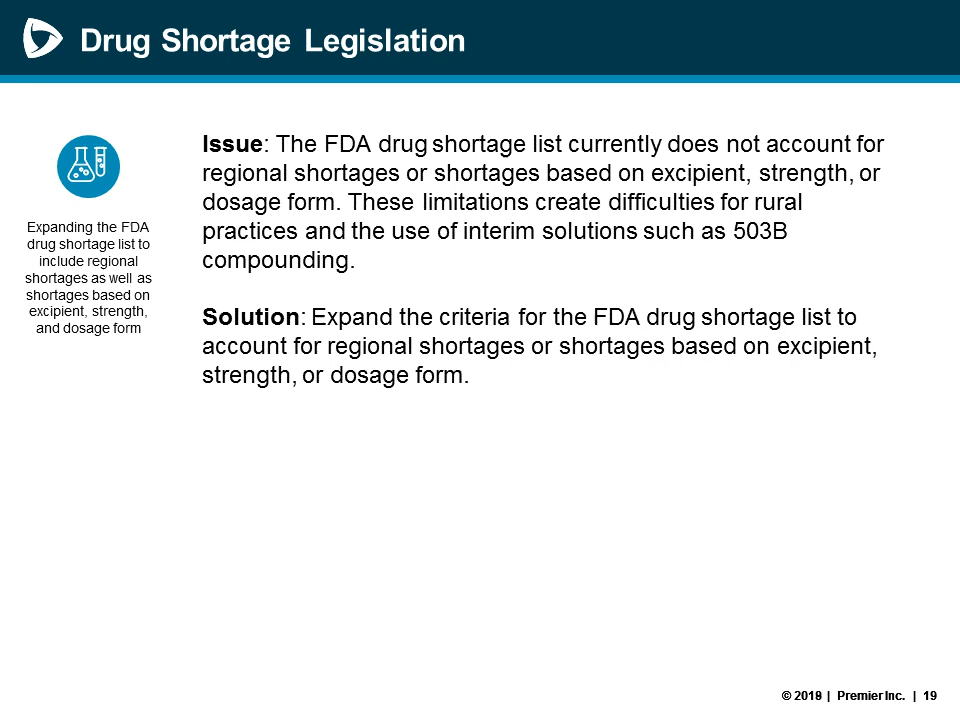 Drug Shortage Legislation
Expanding the FDA
drug shortage list to
include regional
shortages as well as
shortages based on
excipient, strength,
and dosage form
Issue: The FDA drug shortage list currently does not account for
regional shortages or shortages based on excipient, strength, or
dosage form. These limitations create difficulties for rural
practices and the use of interim solutions such as 503B
compounding.
Solution: Expand the criteria for the FDA drug shortage list to
account for regional shortages or shortages based on excipient,
strength, or dosage form.
© | Premier Inc. | 19